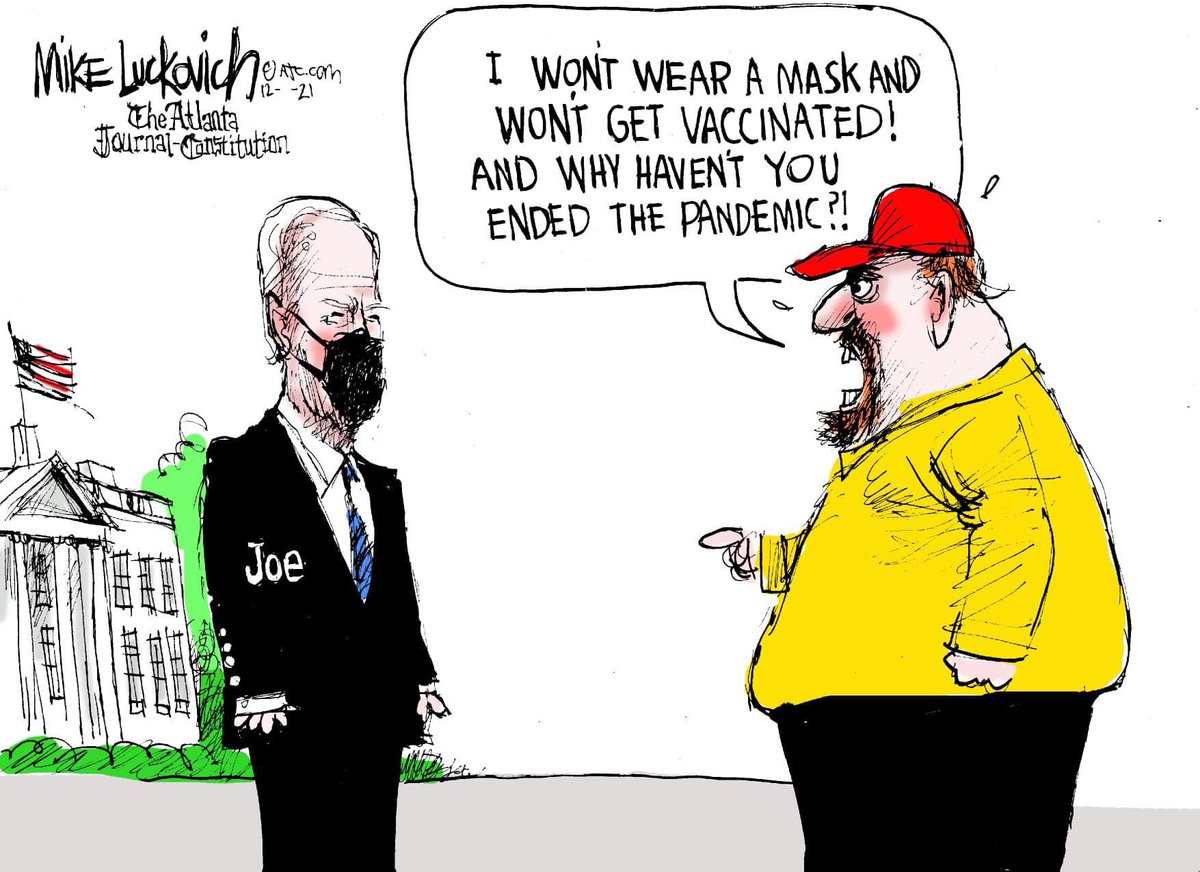 MIKE LUCKOVICH
© AJC.com
12- -21
The Atlanta
Journal-Constitution
I WON'T WEAR A MASK AND
WON'T GET VACCINATED!
AND WHY HAVEN'T YOU
ENDED THE PANDEMIC?!
Joe